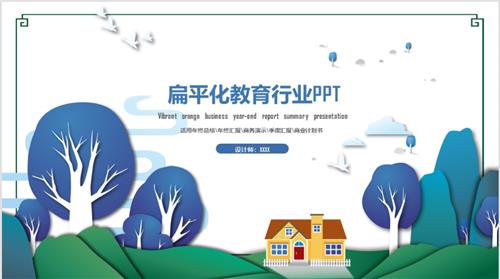 扁平化教育行业PPT
Vibrant orange business year-end report summary presentation
适用年终总结\年终汇报\商务演示\季度汇报\商业计划书
设计师：XXXX